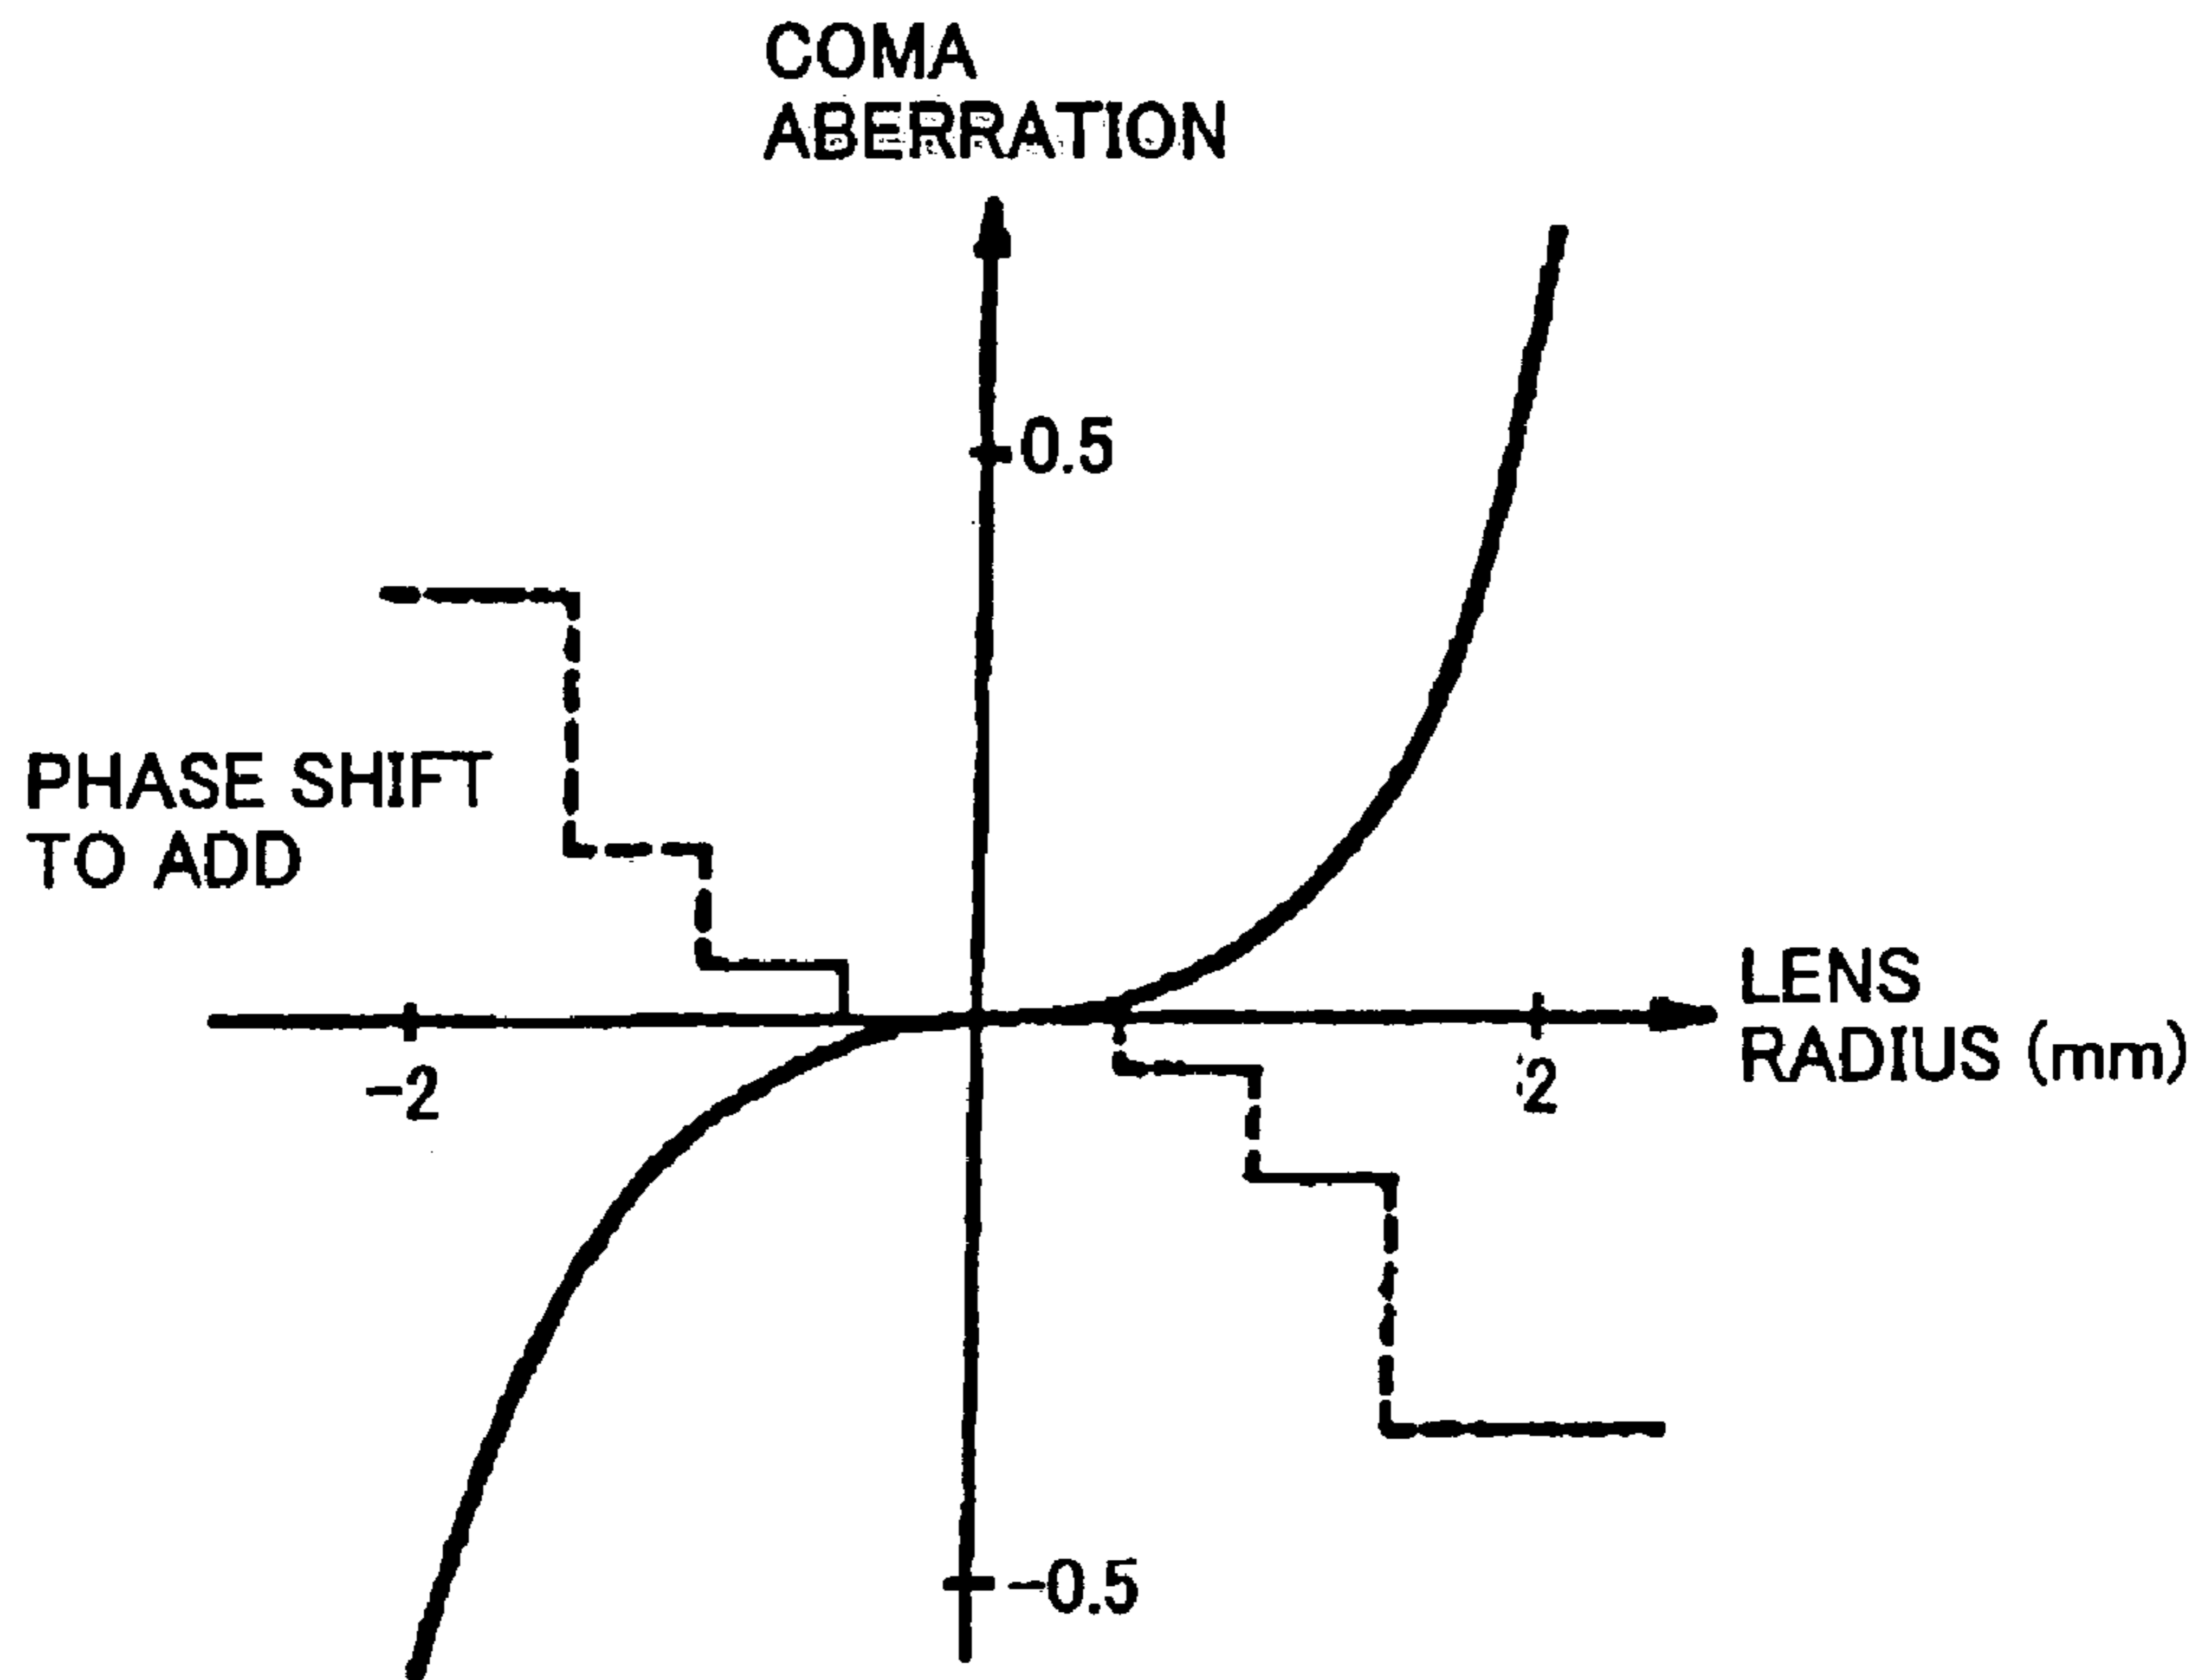 COMA
ABERRATION
0.5
PHASE SHIFT
TO ADD
LENS
RADIUS (mm)
-2
2
-0.5